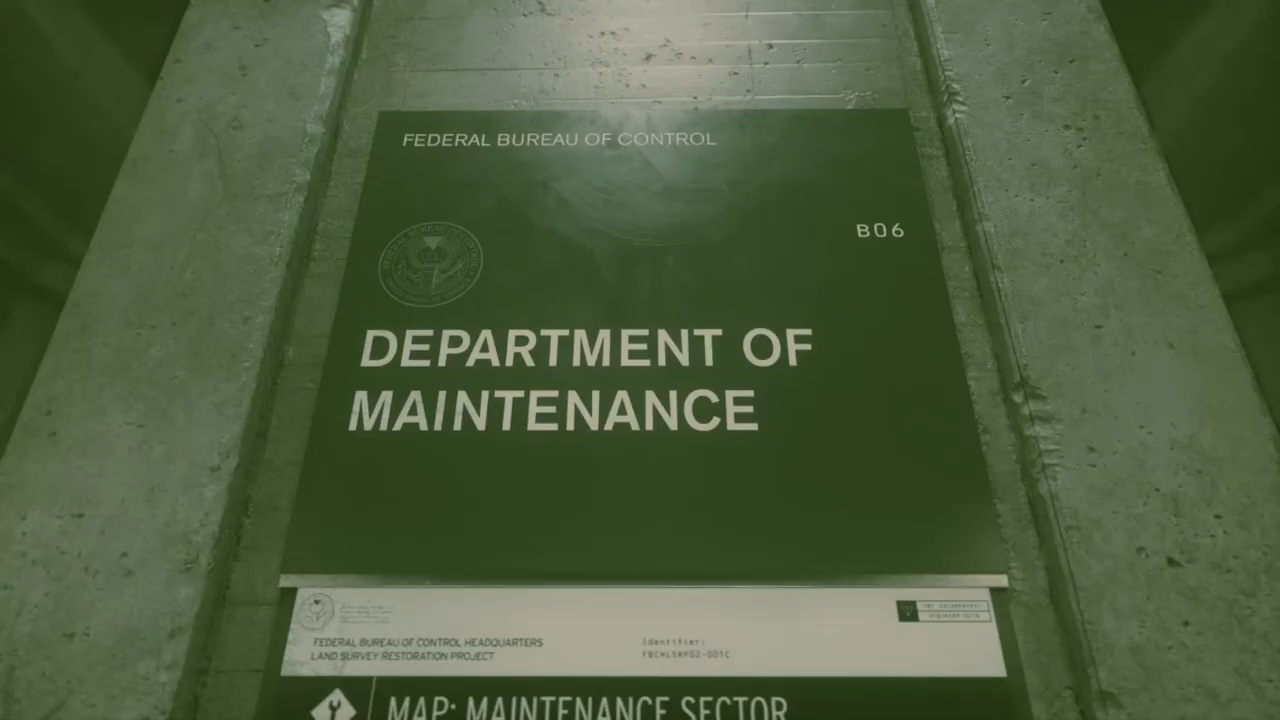 FEDERAL BUREAU OF CONTROL
B06
DEPARTMENT OF
MAINTENANCE
FEDERAL BUREAU OF CONTROL HEADQUARTERS
LAND SURVEY RESTORATION PROJECT
Identifier:
MAP: MAINTENANCE SECTOR